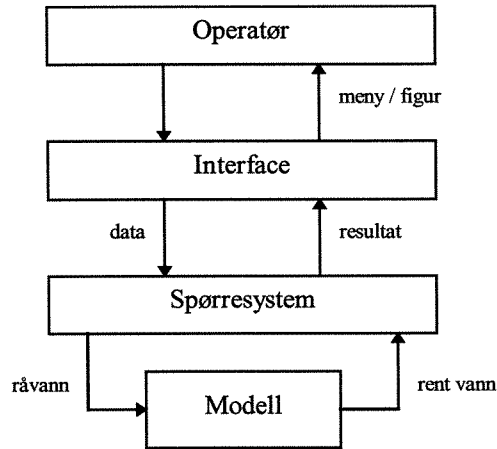 Operatør
meny / figur
Interface
data
resultat
Spørresystem
råvann
rent vann
Modell